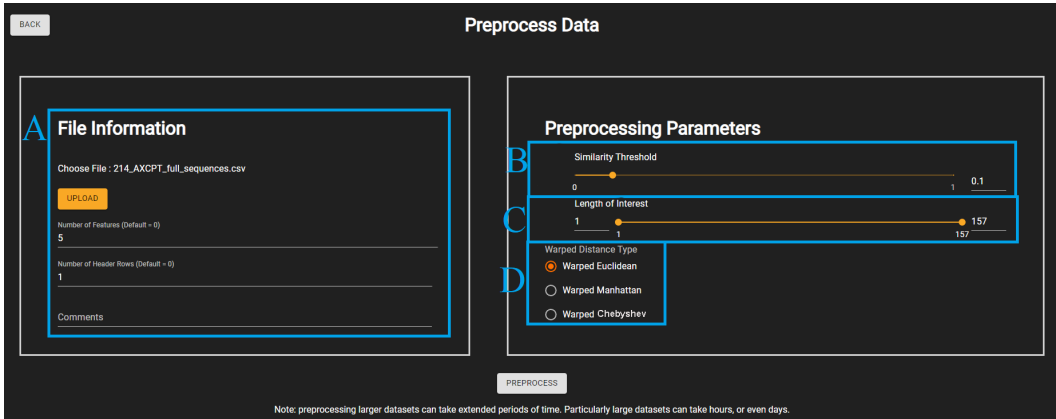 BACK
Preprocess Data
A
File Information
Choose File : 214_AXCPT_full_sequences.csv
UPLOAD
Number of Features (Default = 0)
5
Number of Header Rows (Default = 0)
1
Comments
Preprocessing Parameters
B
Similarity Threshold
0 1 0.1
C
Length of Interest
1 157
1 157
D
Warped Distance Type
Warped Euclidean
Warped Manhattan
Warped Chebyshev
PREPROCESS
Note: preprocessing larger datasets can take extended periods of time. Particularly large datasets can take hours, or even days.